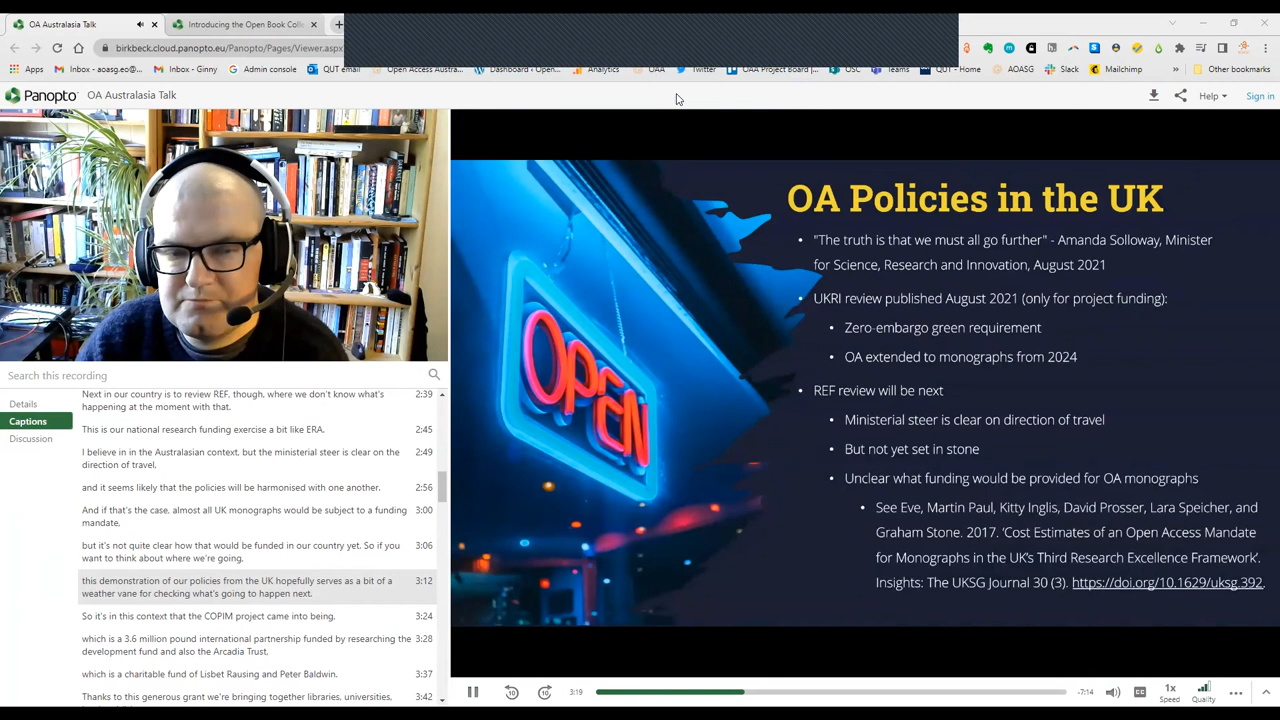 OA Australasia Talk
Introducing the Open Book Colle
birkbeck.cloud.panopto.eu/Panopto/Pages/Viewer.aspx
Apps
Inbox - aoasg.eo@...
Inbox - Ginny
Admin console
QUT email
Open Access Austra...
Dashboard ‹ Open...
Analytics
OAA
Twitter
OAA Project Board |...
OSC
Teams
QUT - Home
AOASG
Slack
Mailchimp
»
Other bookmarks
Panopto
OA Australasia Talk
Help
Sign in
OPEN
OA Policies in the UK
• "The truth is that we must all go further" - Amanda Solloway, Minister
for Science, Research and Innovation, August 2021
• UKRI review published August 2021 (only for project funding):
• Zero-embargo green requirement
• OA extended to monographs from 2024
• REF review will be next
• Ministerial steer is clear on direction of travel
• But not yet set in stone
• Unclear what funding would be provided for OA monographs
• See Eve, Martin Paul, Kitty Inglis, David Prosser, Lara Speicher, and
Graham Stone. 2017. ‘Cost Estimates of an Open Access Mandate
for Monographs in the UK’s Third Research Excellence Framework’.
Insights: The UKSG Journal 30 (3). https://doi.org/10.1629/uksg.392.
Search this recording
Details
Captions
Discussion
Next in our country is to review REF, though, where we don't know what's 2:39
happening at the moment with that.
This is our national research funding exercise a bit like ERA. 2:45
I believe in in the Australasian context, but the ministerial steer is clear on the 2:49
direction of travel,
and it seems likely that the policies will be harmonised with one another. 2:56
And if that's the case, almost all UK monographs would be subject to a funding 3:00
mandate,
but it's not quite clear how that would be funded in our country yet. So if you 3:06
want to think about where we're going,
this demonstration of our policies from the UK hopefully serves as a bit of a 3:12
weather vane for checking what's going to happen next.
So it's in this context that the COPIM project came into being. 3:24
which is a 3.6 million pound international partnership funded by researching the 3:28
development fund and also the Arcadia Trust,
which is a charitable fund of Lisbet Rausing and Peter Baldwin. 3:37
Thanks to this generous grant we're bringing together libraries, universities, 3:42
3:19
-7:14
1x
Speed
Quality
10
10
CC